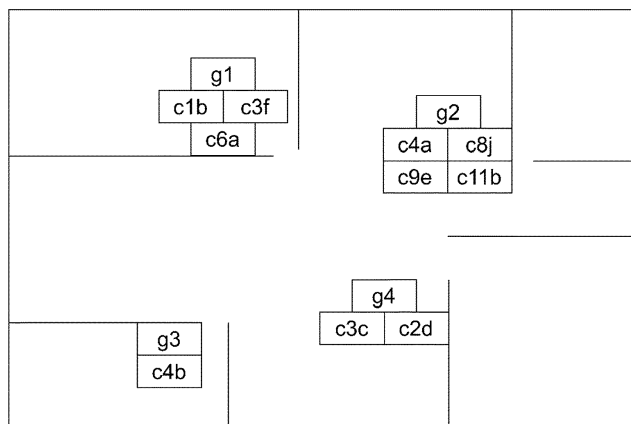 g1
c1b c3f
c6a
g2
c4a c8j
c9e c11b
g4
c3c c2d
g3
c4b